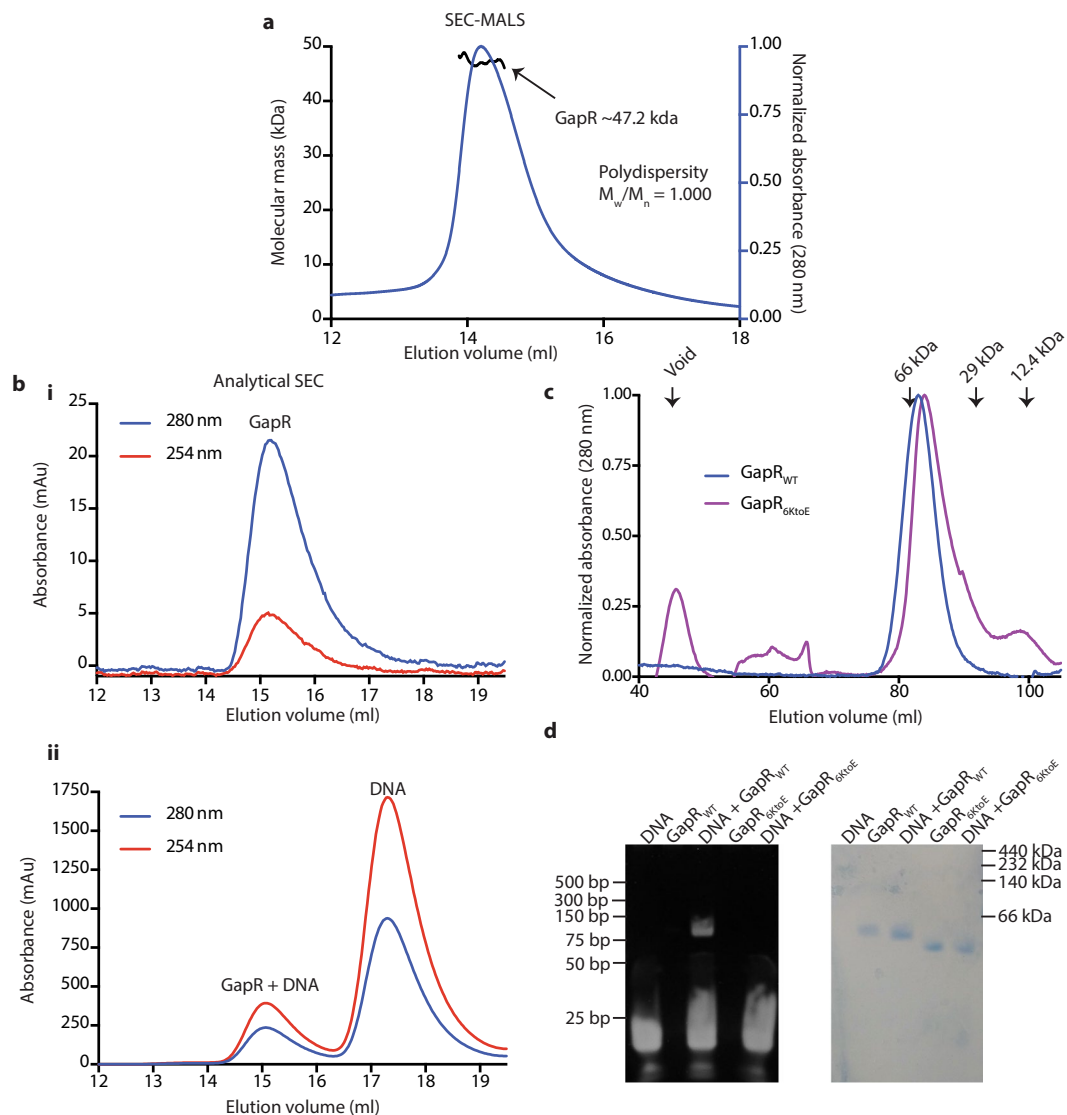 a
SEC-MALS
Molecular mass (kDa)
50
40
30
20
10
0
12
14
16
18
Elution volume (ml)
1.00
0.75
0.50
0.25
0.00
Normalized absorbance (280 nm)
GapR ~47.2 kda
Polydispersity
Mw/Mn = 1.000
b
i
Analytical SEC
280 nm
254 nm
GapR
Absorbance (mAu)
25
20
15
10
5
0
12
13
14
15
16
17
18
19
Elution volume (ml)
ii
280 nm
254 nm
DNA
GapR + DNA
Absorbance (mAu)
1750
1500
1250
1000
750
500
250
0
12
13
14
15
16
17
18
19
Elution volume (ml)
c
Void
66 kDa
29 kDa
12.4 kDa
Normalized absorbance (280 nm)
1.00
0.75
0.50
0.25
0.00
GapRWT
GapR6KtoE
40
60
80
100
Elution volume (ml)
d
DNA
GapRWT
DNA + GapRWT
GapR6KtoE
DNA +GapR6KtoE
500 bp
300 bp
150 bp
75 bp
50 bp
25 bp
DNA
GapRWT
DNA +GapRWT
GapR6KtoE
DNA +GapR6KtoE
440 kDa
232 kDa
140 kDa
66 kDa